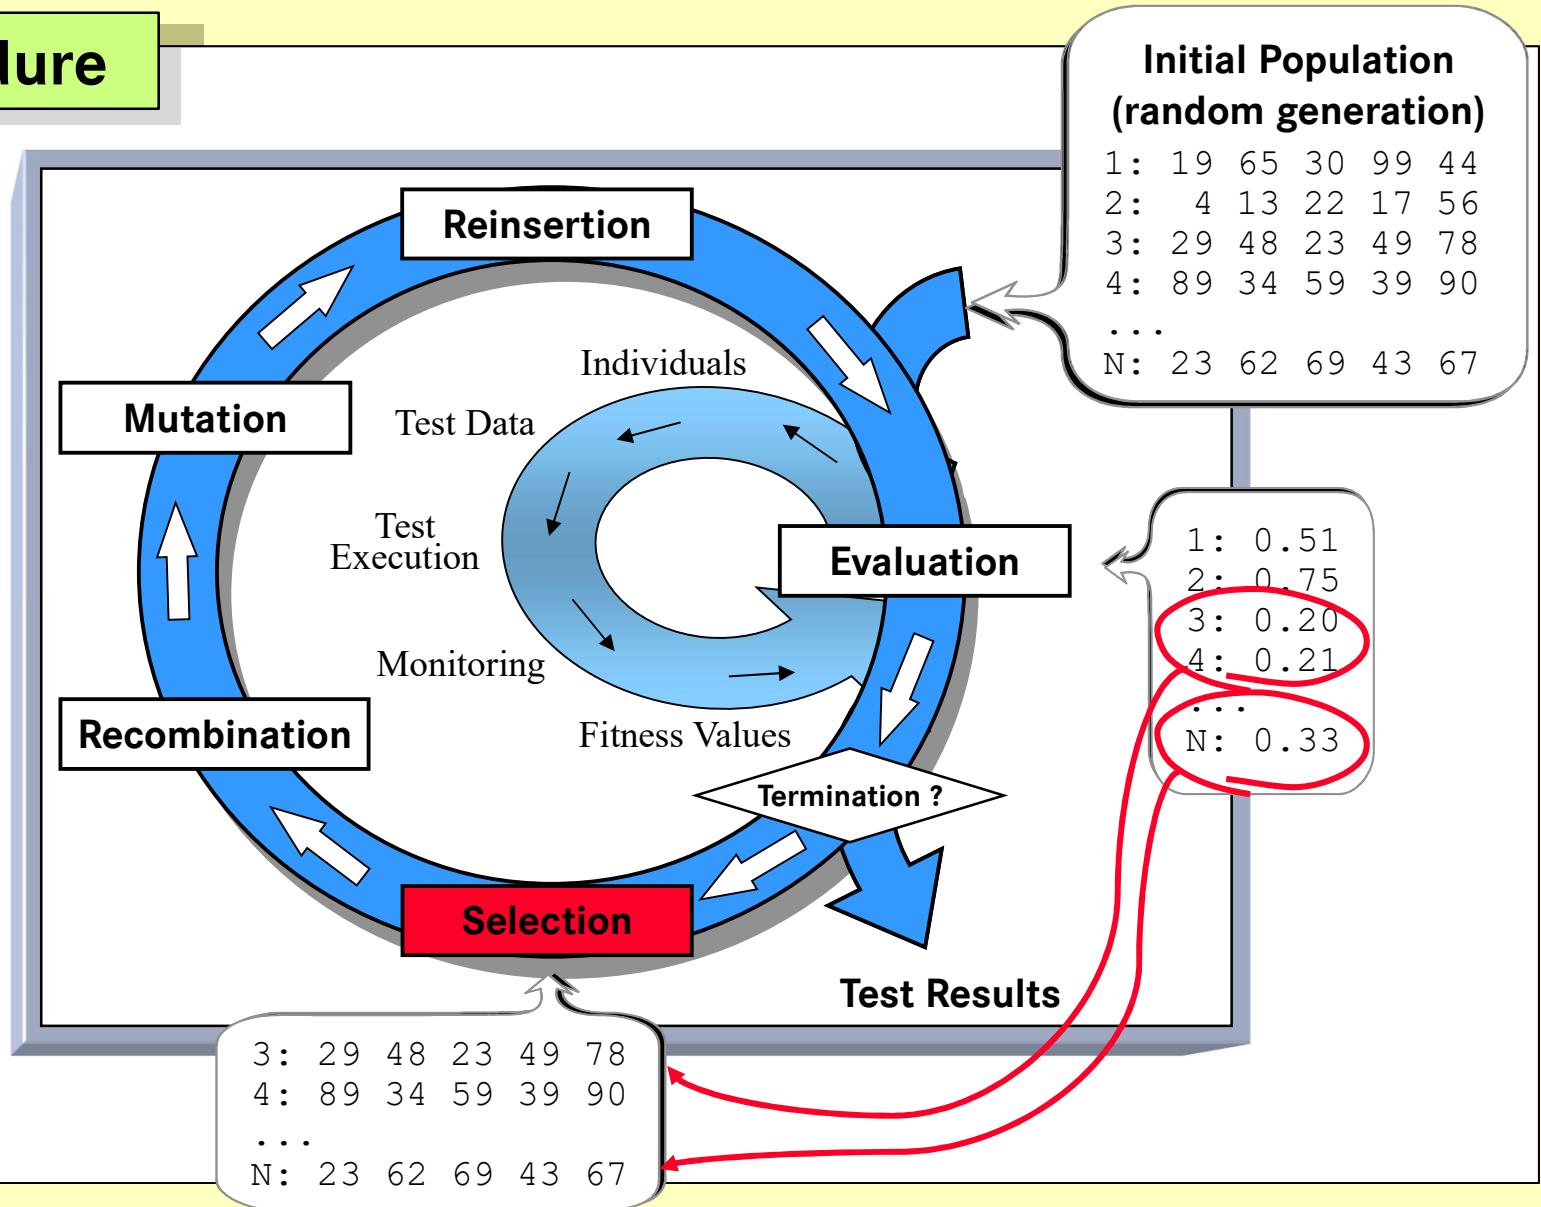 dure
Initial Population
(random generation)
1: 19 65 30 99 44
2: 4 13 22 17 56
3: 29 48 23 49 78
4: 89 34 59 39 90
...
N: 23 62 69 43 67
Reinsertion
Individuals
Mutation
Test Data
Test
Execution
Evaluation
1: 0.51
2: 0.75
3: 0.20
4: 0.21
...
N: 0.33
Monitoring
Recombination
Fitness Values
Termination ?
Selection
Test Results
3: 29 48 23 49 78
4: 89 34 59 39 90
...
N: 23 62 69 43 67